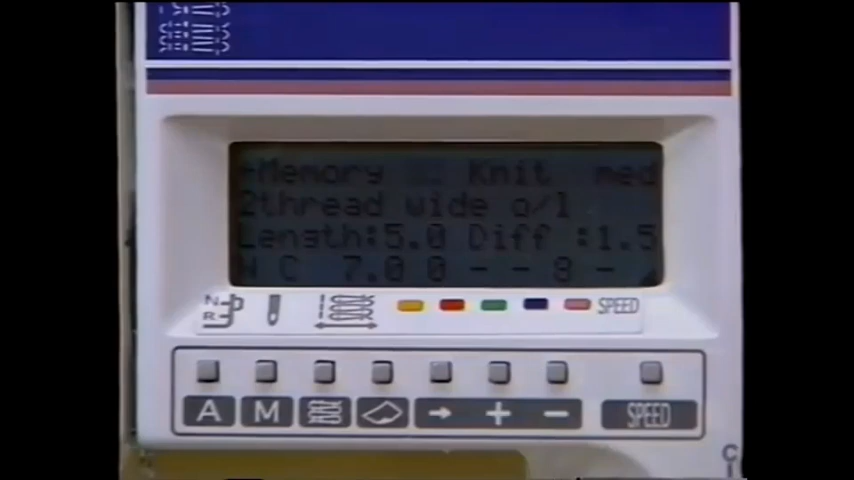 Memory Knit med
2thread wide o/l
Length:5.0 Diff :1.5
N C 7.0 0 - - 8 -
N
R
SPEED
A M → + − SPEED
C